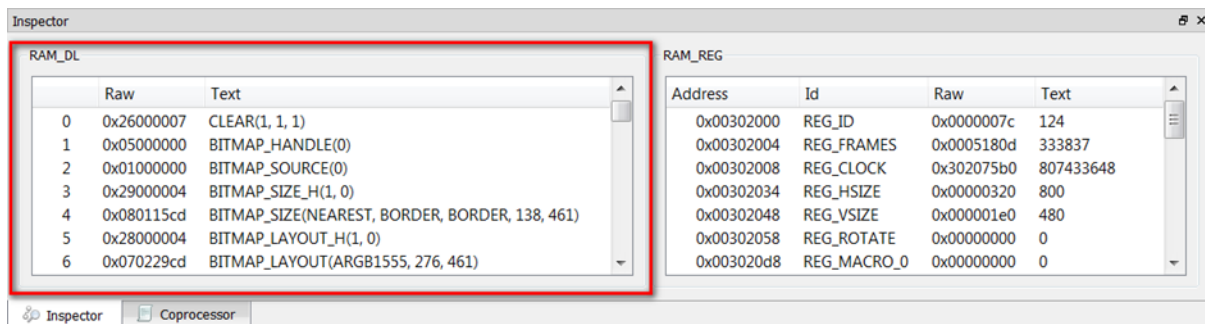 Inspector
RAM_DL
Raw Text
0 0x26000007 CLEAR(1, 1, 1)
1 0x05000000 BITMAP_HANDLE(0)
2 0x01000000 BITMAP_SOURCE(0)
3 0x29000004 BITMAP_SIZE_H(1, 0)
4 0x080115cd BITMAP_SIZE(NEAREST, BORDER, BORDER, 138, 461)
5 0x28000004 BITMAP_LAYOUT_H(1, 0)
6 0x070229cd BITMAP_LAYOUT(ARGB1555, 276, 461)
RAM_REG
Address Id Raw Text
0x00302000 REG_ID 0x0000007c 124
0x00302004 REG_FRAMES 0x0005180d 333837
0x00302008 REG_CLOCK 0x302075b0 807433648
0x00302034 REG_HSIZE 0x00000320 800
0x00302048 REG_VSIZE 0x000001e0 480
0x00302058 REG_ROTATE 0x00000000 0
0x003020d8 REG_MACRO_0 0x00000000 0
Inspector Coprocessor